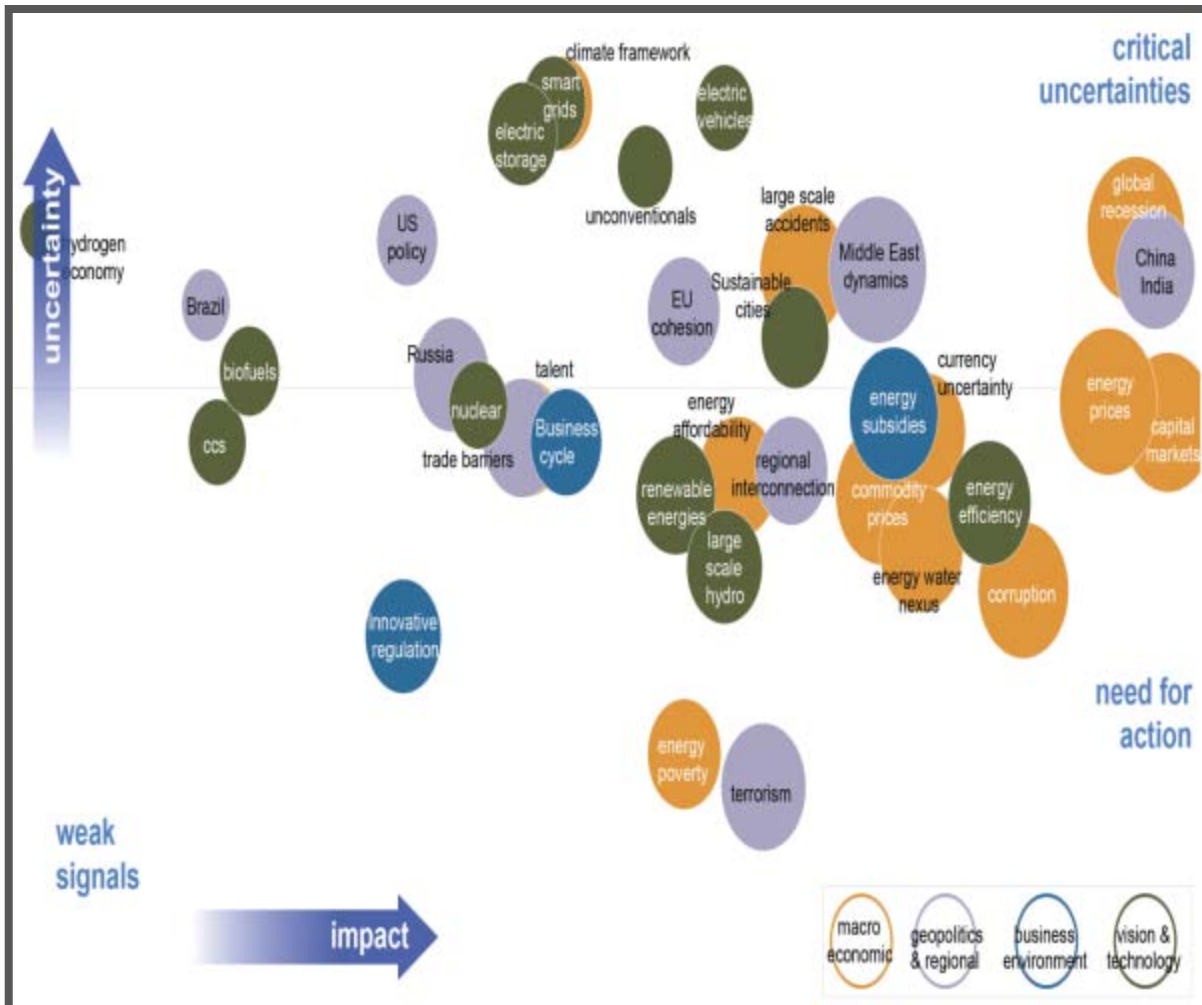 climate framework
critical
uncertainties
smart
grids
electric
vehicles
electric
storage
uncertainty
unconventionals
large scale
accidents
global
recession
US
policy
hydrogen
economy
Middle East
dynamics
China
India
Brazil
EU
cohesion
Sustainable
cities
Russia
talent
currency
uncertainty
biofuels
energy
prices
nuclear
energy
affordability
energy
subsidies
Business
cycle
capital
markets
ccs
trade barriers
regional
interconnection
renewable
energies
commodity
prices
energy
efficiency
large
scale
hydro
energy water
nexus
corruption
Innovative
regulation
need for
action
energy
poverty
terrorism
weak
signals
impact
macro
economic
geopolitics
& regional
business
environment
vision &
technology